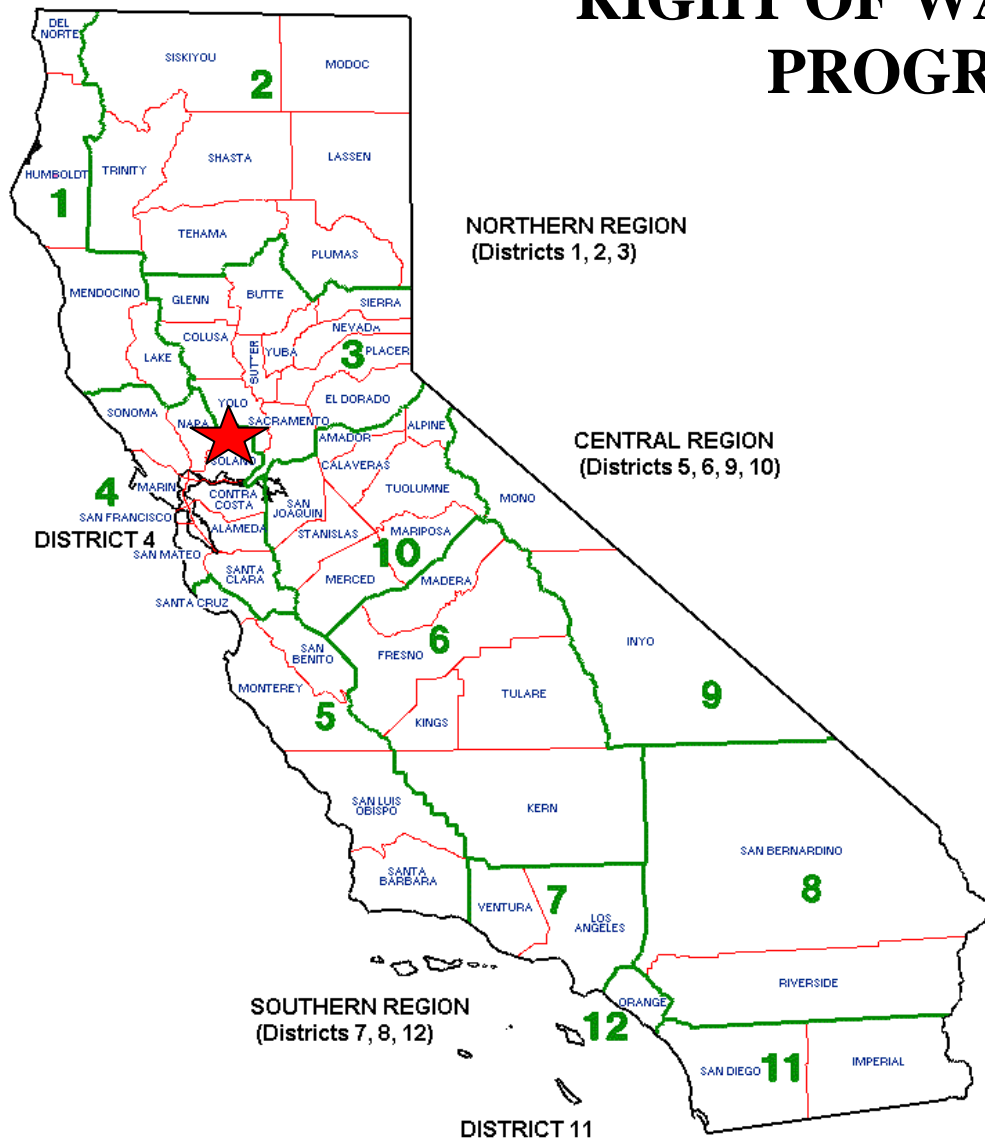 RIGHT OF WA
PROGR
DEL
NORTE
SISKIYOU
MODOC
2
HUMBOLDT
TRINITY
SHASTA
LASSEN
1
TEHAMA
PLUMAS
NORTHERN REGION
(Districts 1, 2, 3)
MENDOCINO
GLENN
BUTTE
SIERRA
NEVADA
COLUSA
SUTTER
YUBA
3
PLACER
LAKE
EL DORADO
YOLO
SONOMA
NAPA
SACRAMENTO
AMADOR
ALPINE
SOLANO
CALAVERAS
CENTRAL REGION
(Districts 5, 6, 9, 10)
4
MARIN
CONTRA
COSTA
SAN
JOAQUIN
TUOLUMNE
MONO
SAN FRANCISCO
DISTRICT 4
ALAMEDA
STANISLAS
MARIPOSA
10
SAN MATEO
SANTA
CLARA
MERCED
MADERA
SANTA CRUZ
SAN
BENITO
FRESNO
6
INYO
MONTEREY
5
KINGS
TULARE
9
SAN LUIS
OBISPO
KERN
SAN BERNARDINO
8
SANTA
BARBARA
VENTURA
7
LOS
ANGELES
RIVERSIDE
SOUTHERN REGION
(Districts 7, 8, 12)
ORANGE
12
SAN DIEGO
11
IMPERIAL
DISTRICT 11